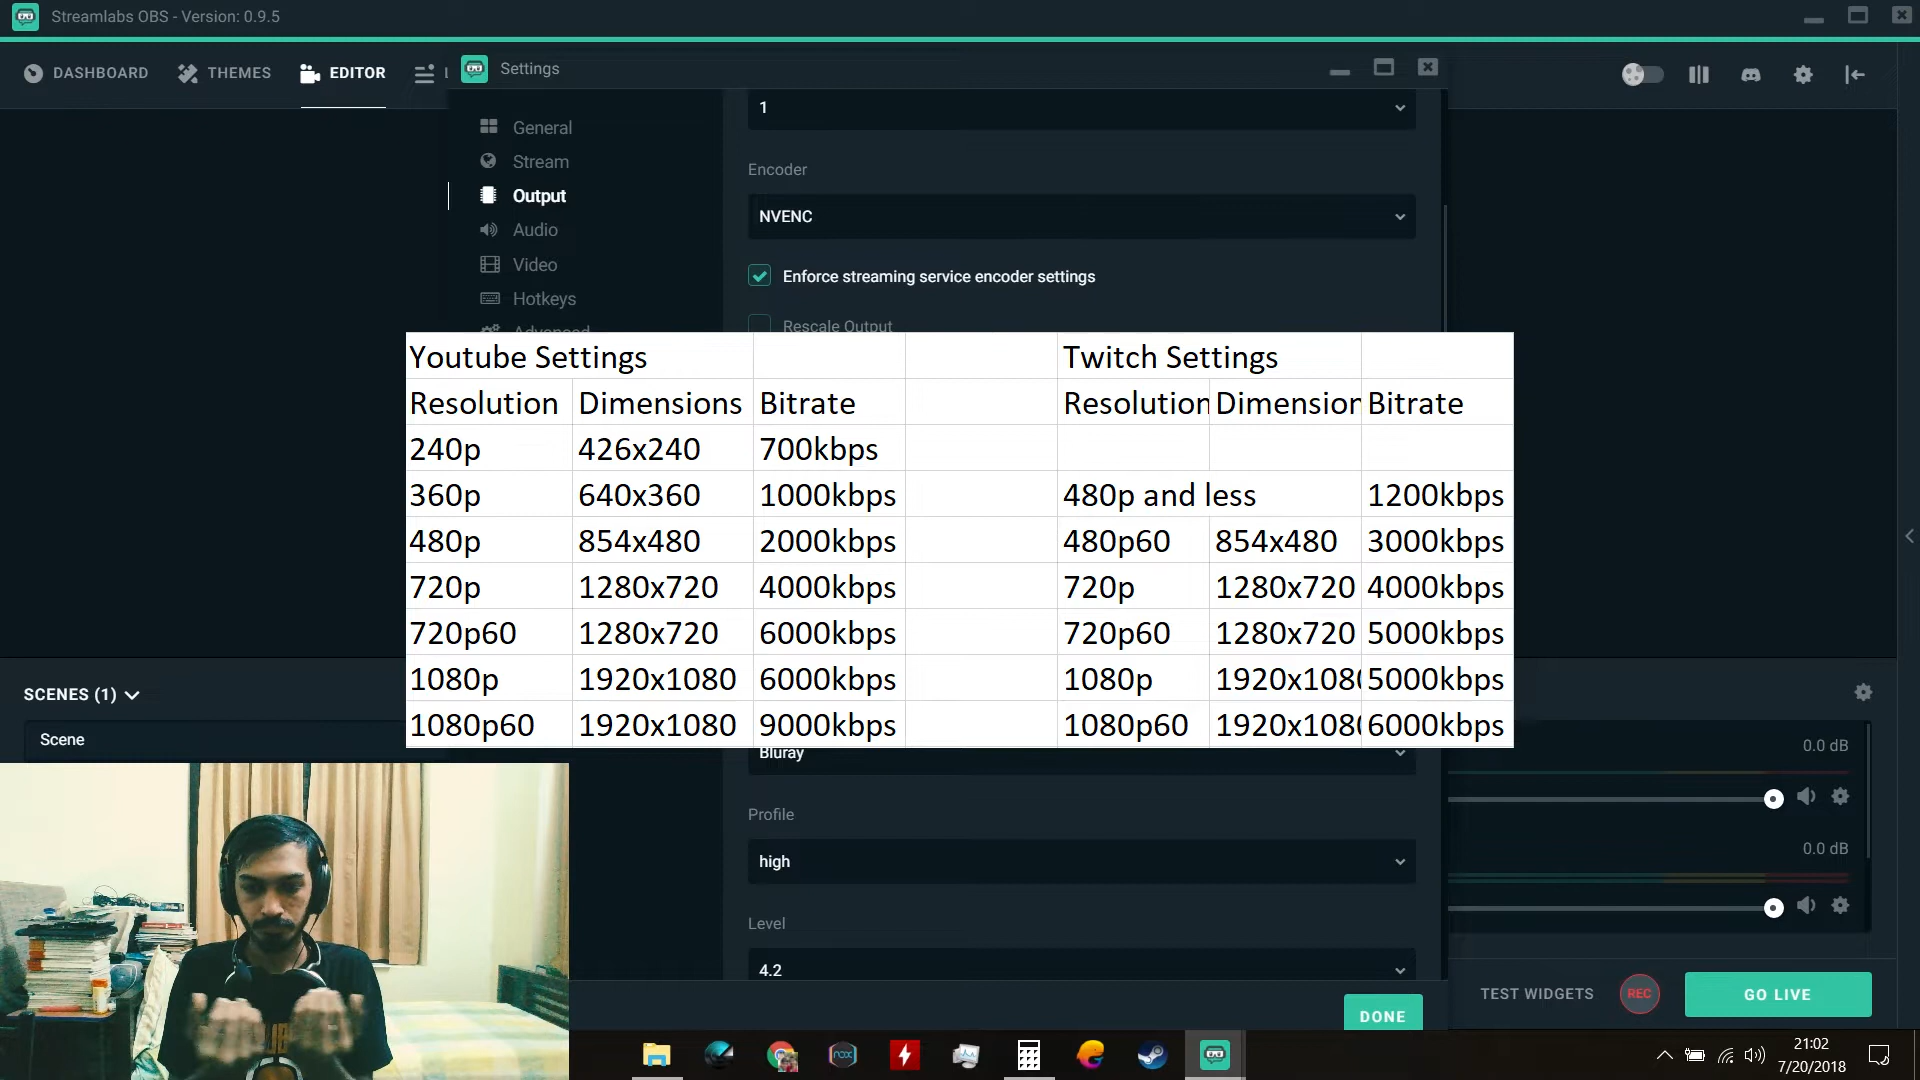 Streamlabs OBS - Version: 0.9.5
DASHBOARD
THEMES
EDITOR
L
Settings
General
Stream
Output
Audio
Video
Hotkeys
Advanced
1
Encoder
NVENC
Enforce streaming service encoder settings
Rescale Output
Youtube Settings Twitch Settings
Resolution Dimensions Bitrate Resolution Dimension Bitrate
240p 426x240 700kbps
360p 640x360 1000kbps 480p and less 1200kbps
480p 854x480 2000kbps 480p60 854x480 3000kbps
720p 1280x720 4000kbps 720p 1280x720 4000kbps
720p60 1280x720 6000kbps 720p60 1280x720 5000kbps
1080p 1920x1080 6000kbps 1080p 1920x1080 5000kbps
1080p60 1920x1080 9000kbps 1080p60 1920x1080 6000kbps
Bluray
Profile
high
Level
4.2
DONE
SCENES (1)
Scene
0.0 dB
0.0 dB
TEST WIDGETS
REC
GO LIVE
nox
21:02
7/20/2018